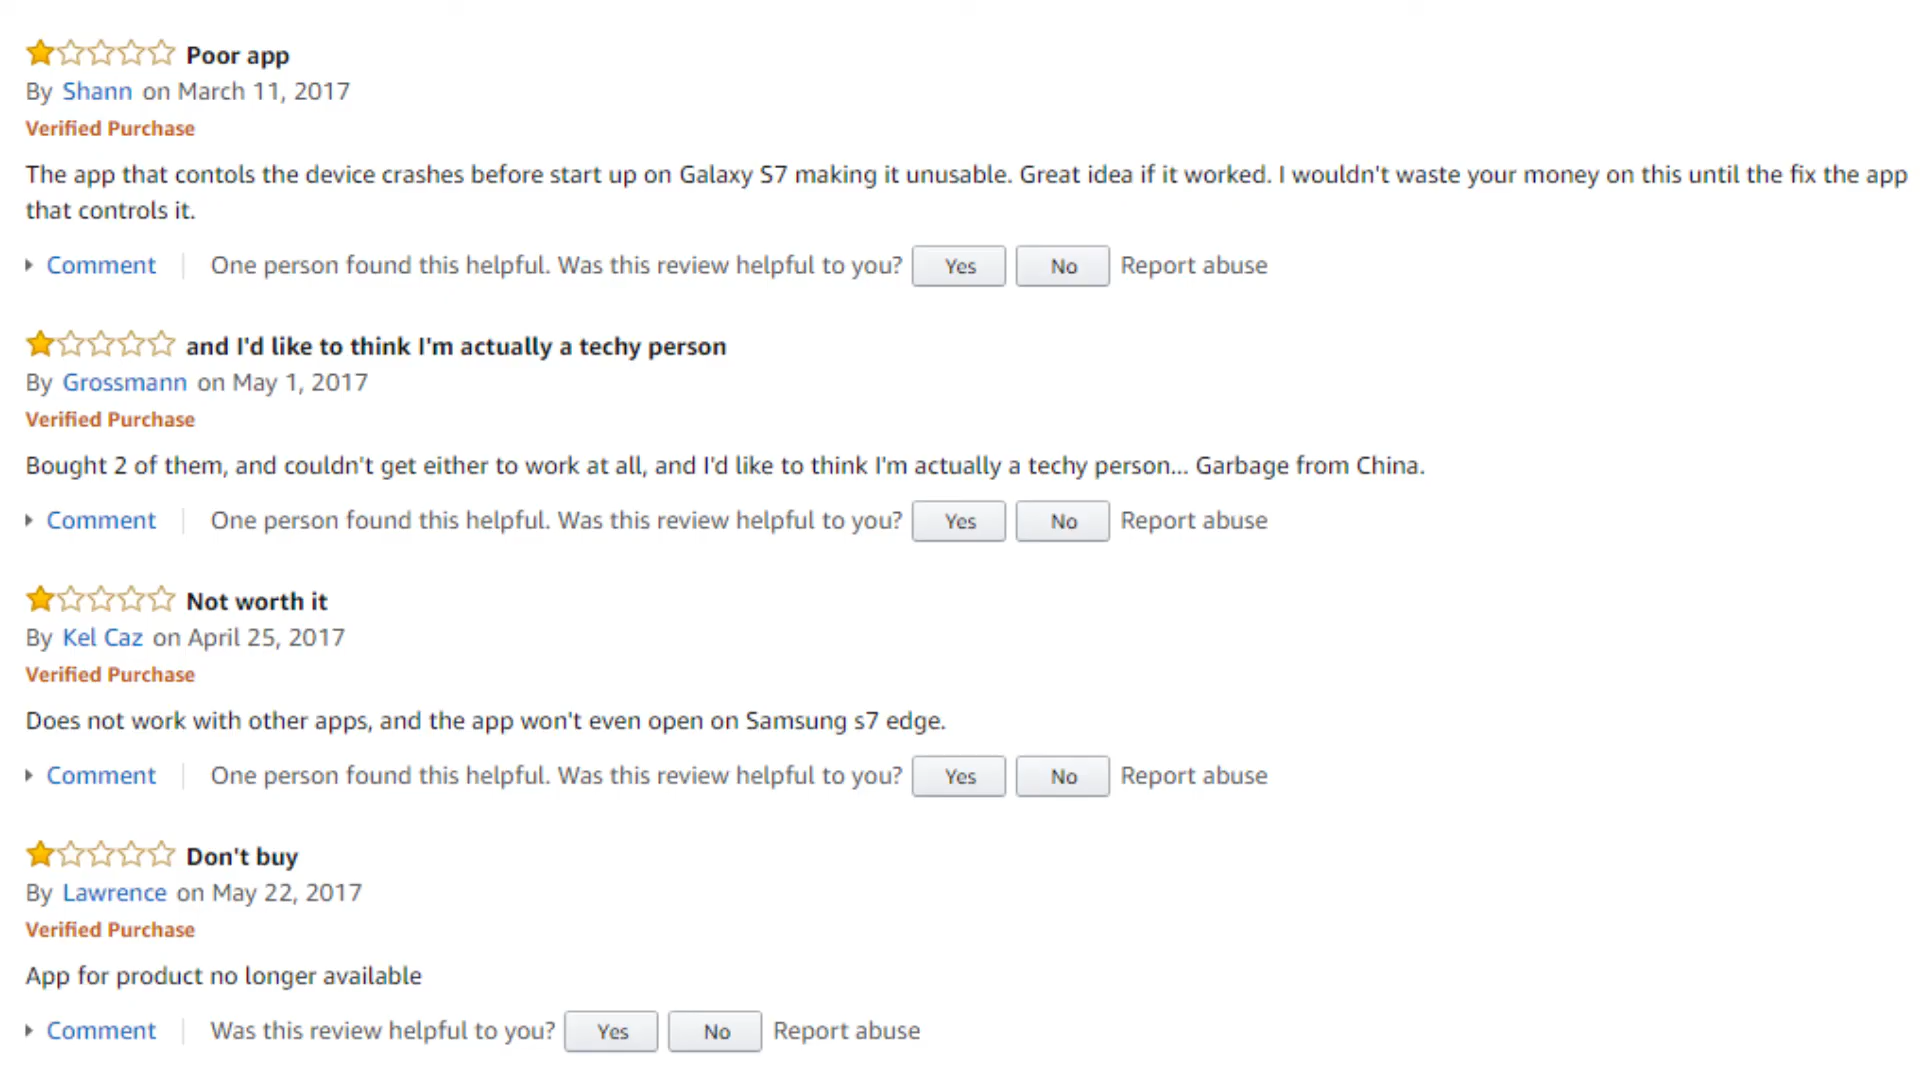 Poor app
By Shann on March 11, 2017
Verified Purchase
The app that contols the device crashes before start up on Galaxy S7 making it unusable. Great idea if it worked. I wouldn't waste your money on this until the fix the app
that controls it.
Comment One person found this helpful. Was this review helpful to you? Yes No Report abuse
and I'd like to think I'm actually a techy person
By Grossmann on May 1, 2017
Verified Purchase
Bought 2 of them, and couldn't get either to work at all, and I'd like to think I'm actually a techy person... Garbage from China.
Comment One person found this helpful. Was this review helpful to you? Yes No Report abuse
Not worth it
By Kel Caz on April 25, 2017
Verified Purchase
Does not work with other apps, and the app won't even open on Samsung s7 edge.
Comment One person found this helpful. Was this review helpful to you? Yes No Report abuse
Don't buy
By Lawrence on May 22, 2017
Verified Purchase
App for product no longer available
Comment Was this review helpful to you? Yes No Report abuse